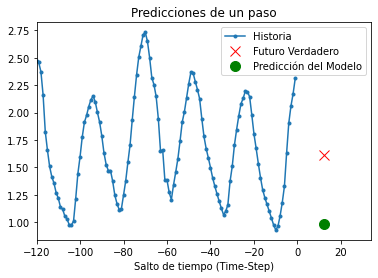 Predicciones de un paso
Historia
Futuro Verdadero
Predicción del Modelo
2.75
2.50
2.25
2.00
1.75
1.50
1.25
1.00
−120 −100 −80 −60 −40 −20 0 20
Salto de tiempo (Time-Step)